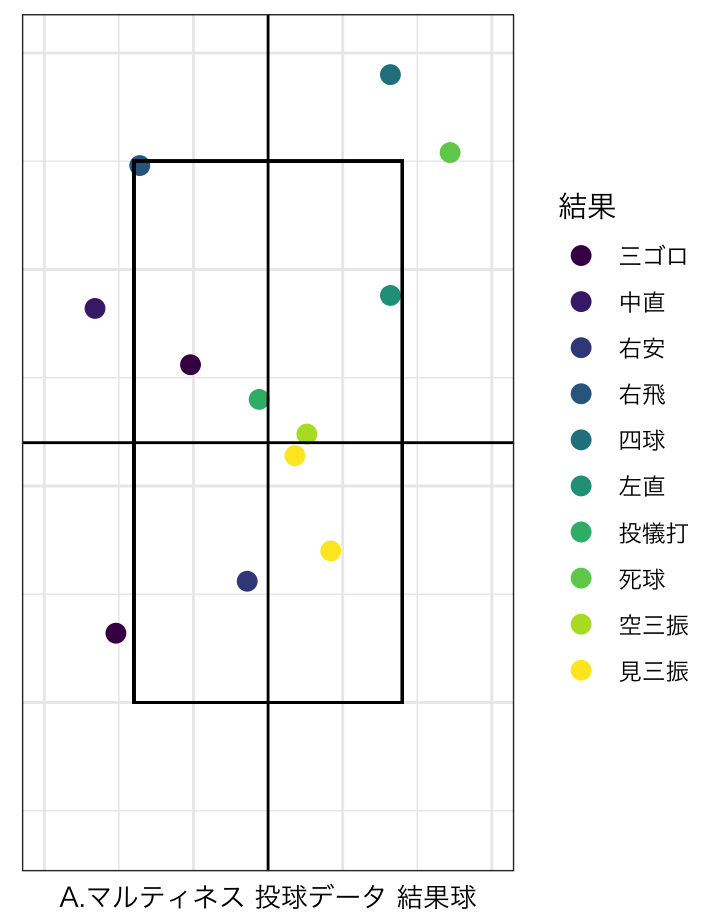 結果
三ゴロ
中直
右安
右飛
四球
左直
投犠打
死球
空三振
見三振
A.マルティネス 投球データ 結果球